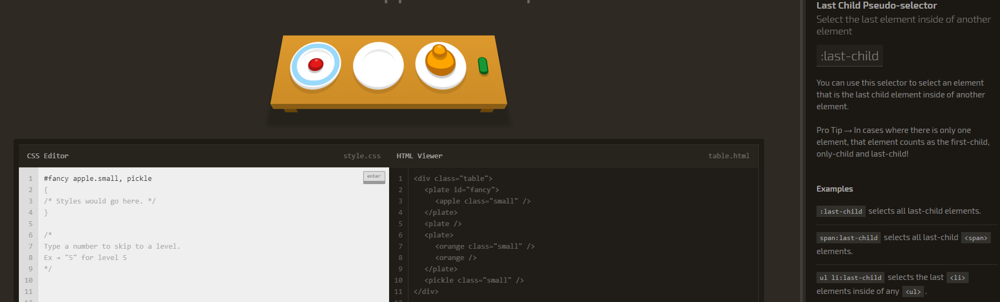 Last Child Pseudo-selector
Select the last element inside of another
element
:last-child
You can use this selector to select an element
that is the last child element inside of another
element.
Pro Tip → In cases where there is only one
element, that element counts as the first-child,
only-child and last-child!
Examples
:last-child selects all last-child elements.
span:last-child selects all last-child <span>
elements.
ul li:last-child selects the last <li>
elements inside of any <ul>.
CSS Editor style.css
enter
1 #fancy apple.small, pickle
2 {
3 /* Styles would go here. */
4 }
5
6 /*
7 Type a number to skip to a level.
8 Ex → "5" for level 5
9 */
10
11
HTML Viewer table.html
1 <div class="table">
2 <plate id="fancy">
3 <apple class="small" />
4 </plate>
5 <plate />
6 <plate>
7 <orange class="small" />
8 <orange />
9 </plate>
10 <pickle class="small" />
11 </div>